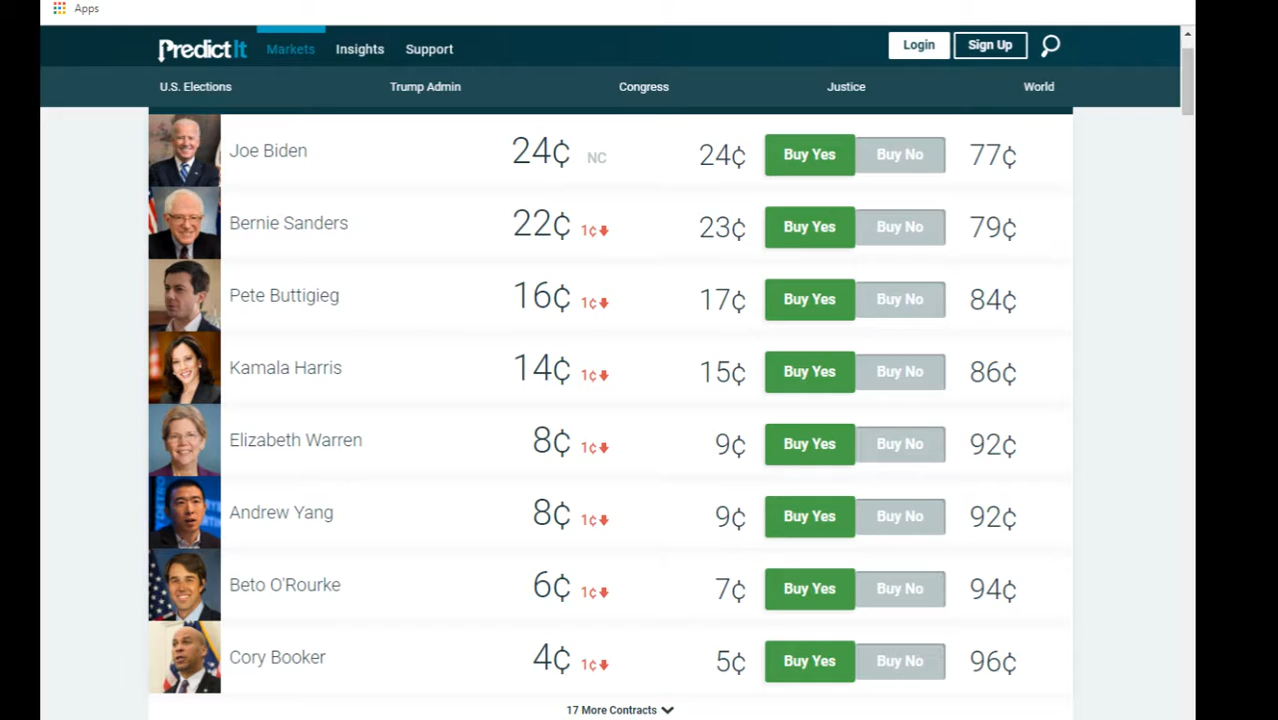 Apps
PredictIt Markets Insights Support Login Sign Up
U.S. Elections Trump Admin Congress Justice World
Joe Biden 24¢ NC 24¢ Buy Yes Buy No 77¢
Bernie Sanders 22¢ 1¢ 23¢ Buy Yes Buy No 79¢
Pete Buttigieg 16¢ 1¢ 17¢ Buy Yes Buy No 84¢
Kamala Harris 14¢ 1¢ 15¢ Buy Yes Buy No 86¢
Elizabeth Warren 8¢ 1¢ 9¢ Buy Yes Buy No 92¢
Andrew Yang 8¢ 1¢ 9¢ Buy Yes Buy No 92¢
Beto O'Rourke 6¢ 1¢ 7¢ Buy Yes Buy No 94¢
Cory Booker 4¢ 1¢ 5¢ Buy Yes Buy No 96¢
17 More Contracts